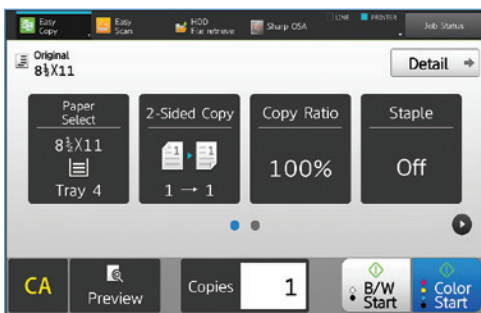 Easy Copy
Easy Scan
HDD File retrieve
Sharp OSA
LINE
PRINTER
Job Status
Original
8½X11
Detail
Paper Select
8½X11
Tray 4
2-Sided Copy
1
1
1 → 1
Copy Ratio
100%
Staple
Off
CA
Preview
Copies
1
B/W Start
Color Start